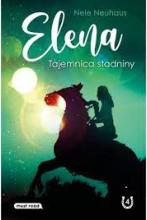 Nele Neuhaus
Elena
Tajemnica stadniny
must read
4